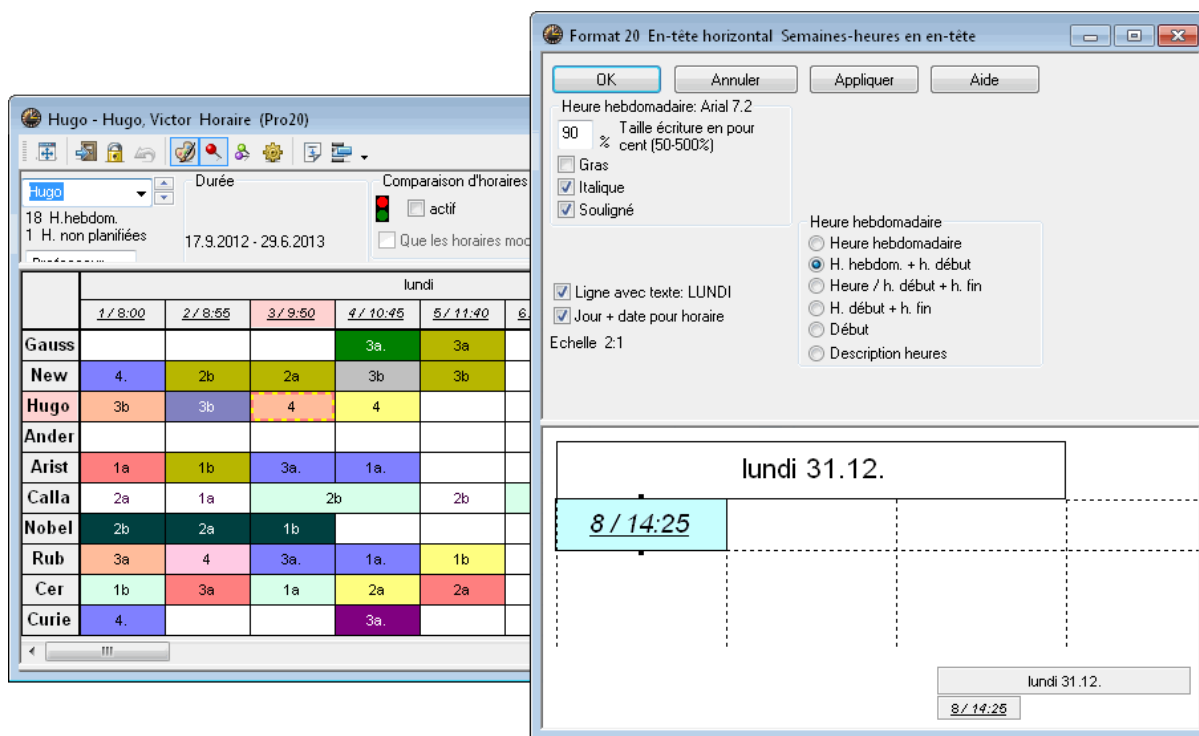 Hugo - Hugo, Victor Horaire (Pro20)
Hugo
18 H.hebdom.
1 H. non planifiées
Durée
17.9.2012 - 29.6.2013
Comparaison d'horaires
actif
Que les horaires mod
lundi
1 / 8:00 2 / 8:55 3 / 9:50 4 / 10:45 5 / 11:40 6
Gauss 3a. 3a
New 4. 2b 2a 3b 3b
Hugo 3b 3b 4 4
Ander
Arist 1a 1b 3a. 1a.
Calla 2a 1a 2b 2b
Nobel 2b 2a 1b
Rub 3a 4 3a. 1a. 1b
Cer 1b 3a 1a 2a 2a
Curie 4. 3a.
Format 20 En-tête horizontal Semaines-heures en en-tête
OK Annuler Appliquer Aide
Heure hebdomadaire: Arial 7.2
90 % Taille écriture en pour
cent (50-500%)
Gras
Italique
Souligné
Ligne avec texte: LUNDI
Jour + date pour horaire
Echelle 2:1
Heure hebdomadaire
Heure hebdomadaire
H. hebdom. + h. début
Heure / h. début + h. fin
H. début + h. fin
Début
Description heures
lundi 31.12.
8 / 14:25
lundi 31.12.
8 / 14:25